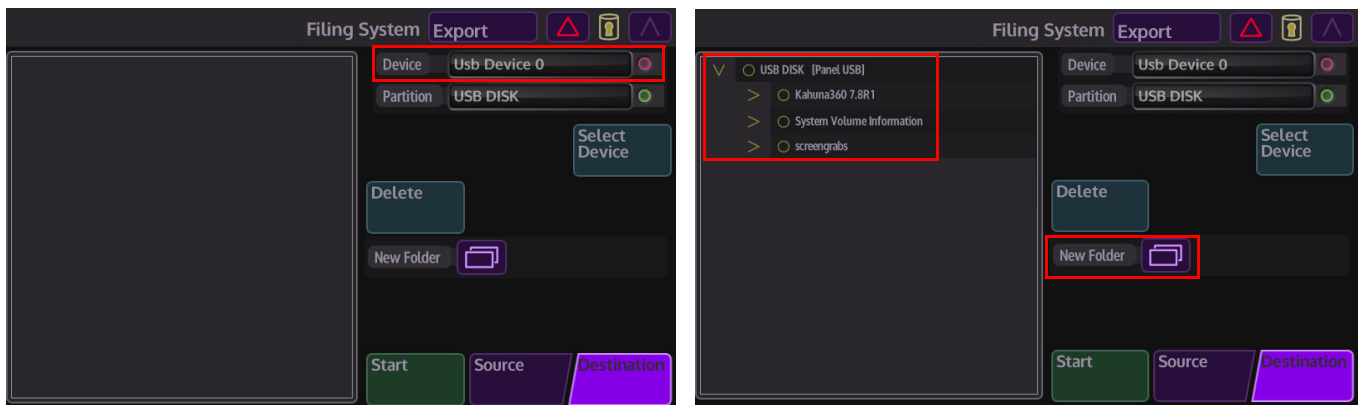 Filing System Export
Device Usb Device 0
Partition USB DISK
Select
Device
Delete
New Folder
Start Source Destination
Filing System Export
USB DISK [Panel USB]
Kahuna360 7.8R1
System Volume Information
screengrabs
Device Usb Device 0
Partition USB DISK
Select
Device
Delete
New Folder
Start Source Destination